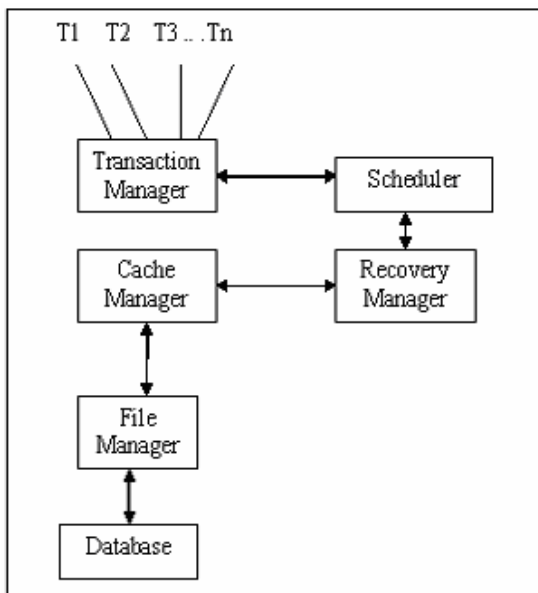 T1 T2 T3 .. . .Tn
Transaction
Manager
Scheduler
Cache
Manager
Recovery
Manager
File
Manager
Database